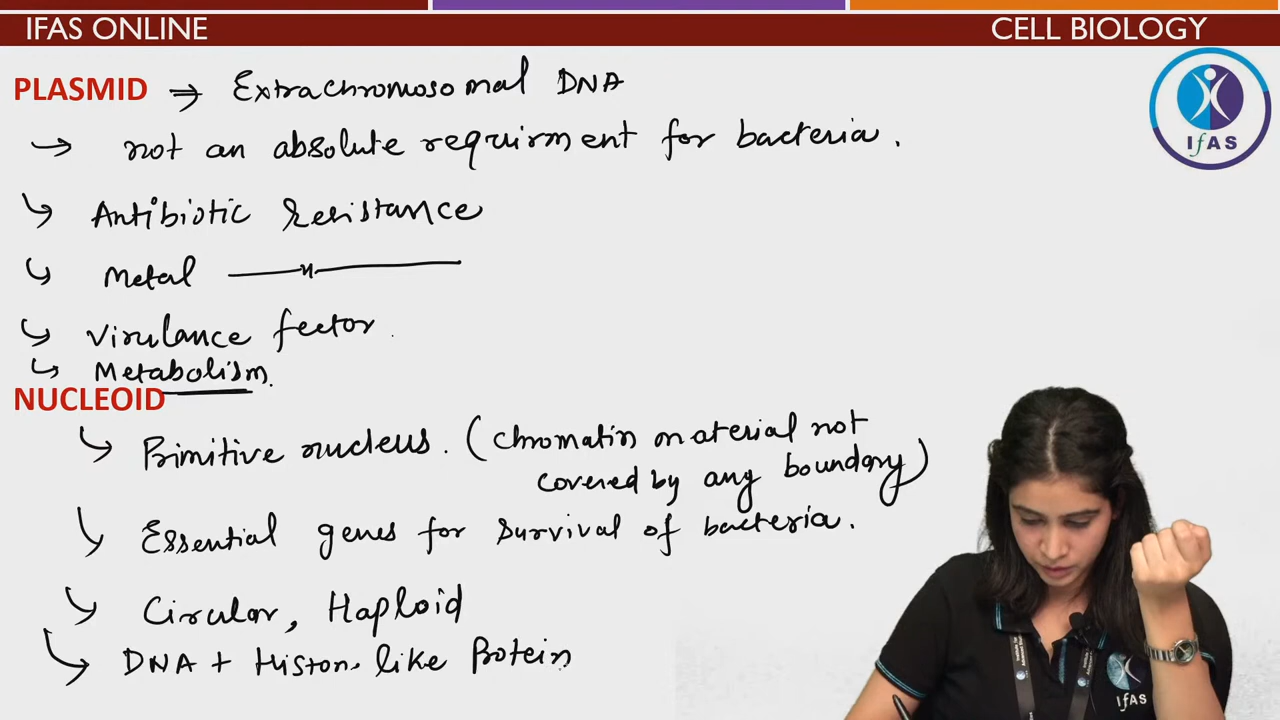 IFAS ONLINE
CELL BIOLOGY
PLASMID → Extrachromosomal DNA
IfAS
→ not an absolute requirment for bacteria.
↳ Antibiotic Resistance
↳ Metal —〃—
↳ Virulance fector.
↳ Metabolism.
NUCLEOID
↳ Primitive nucleus. (chromatin material not
covered by any boundary)
↳ Essential genes for survival of bacteria.
↳ Circular, Haploid
↳ DNA + Histon like Protein
IfAS